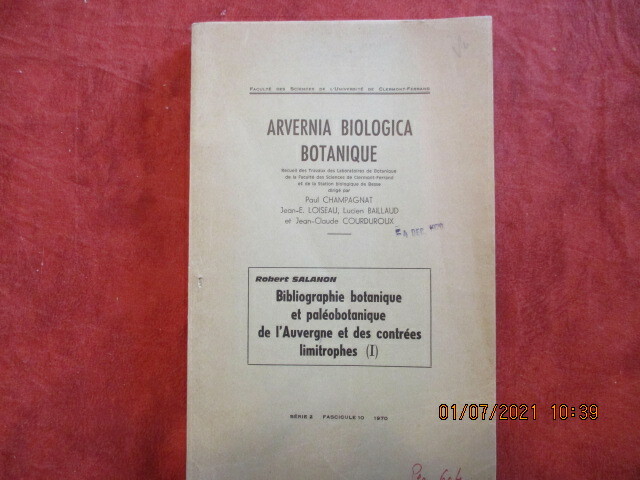 Faculté des Sciences de l'Université de Clermont-Ferrand
ARVERNIA BIOLOGICA
BOTANIQUE
Recueil des Travaux des Laboratoires de Botanique
de la Faculté des Sciences de Clermont-Ferrand
et de la Station biologique de Besse
dirigé par
Paul CHAMPAGNAT
Jean-E. LOISEAU, Lucien BAILLAUD
et Jean-Claude COURDUROUX
4 DEC
Robert SALANON
Bibliographie botanique
et paléobotanique
de l'Auvergne et des contrées
limitrophes (I)
SÉRIE 2 FASCICULE 10 1970
01/07/2021 10:39